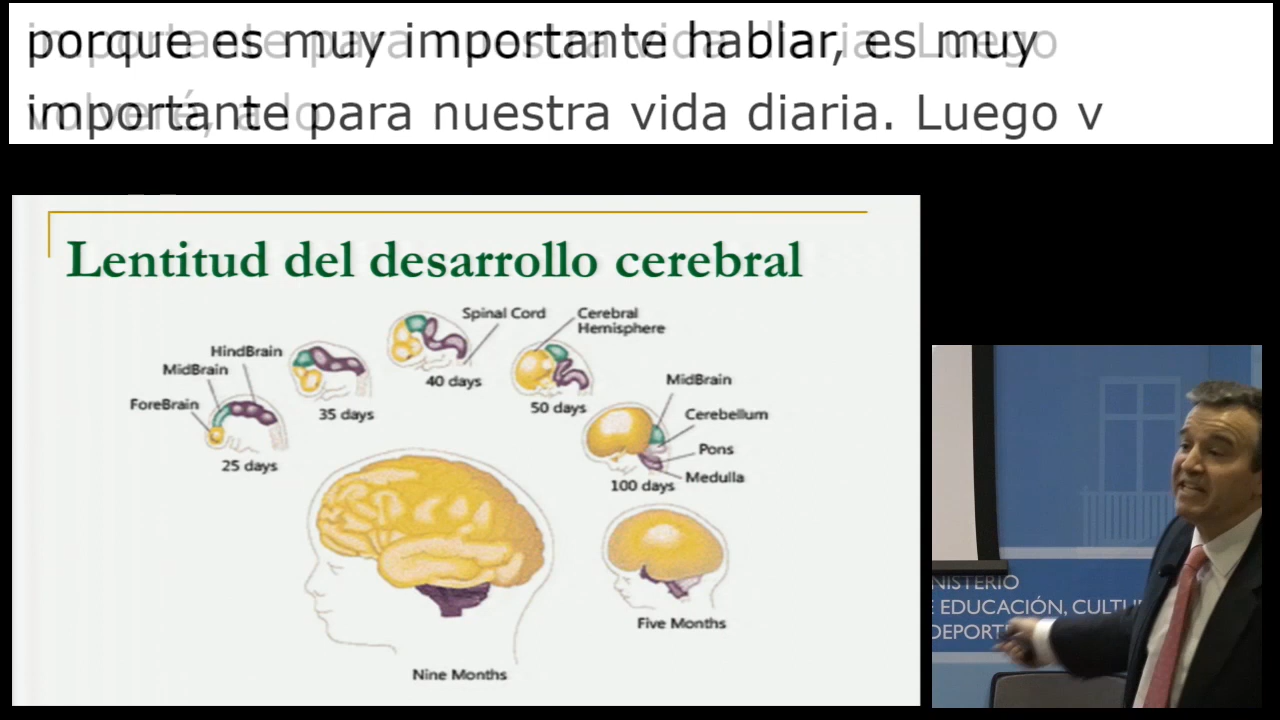 porque es muy importante hablar, es muy
importante para nuestra vida diaria. Luego v
Lentitud del desarrollo cerebral
Spinal Cord
Cerebral
Hemisphere
HindBrain
MidBrain
ForeBrain
40 days
35 days
50 days
25 days
MidBrain
Cerebellum
Pons
Medulla
100 days
Five Months
Nine Months
NISTERIO
E EDUCACIÓN, CULTU
DEPORT